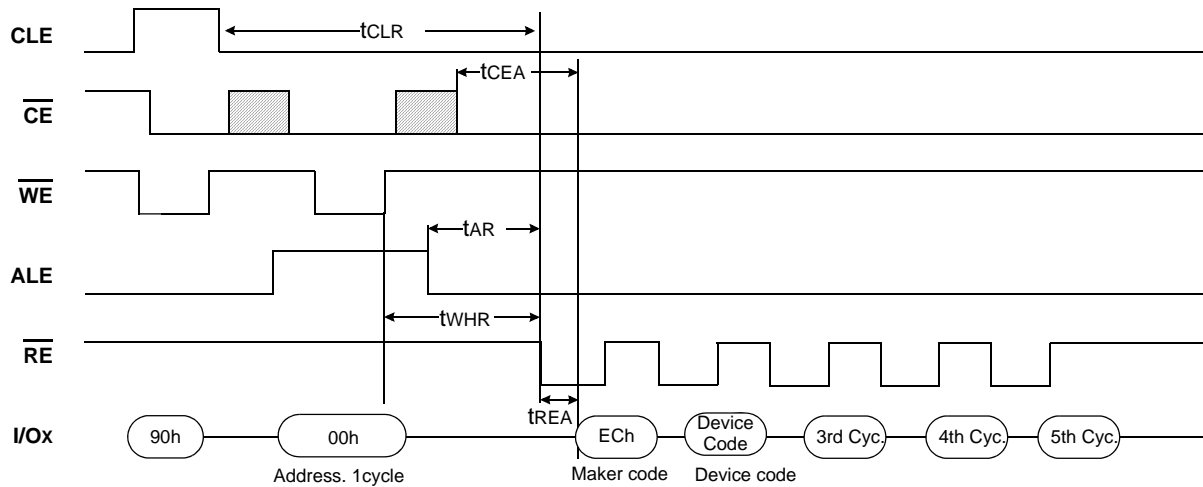 CLE
tCLR
tCEA
CE
WE
tAR
ALE
tWHR
RE
tREA
I/Ox
90h
00h
ECh
Device
Code
3rd Cyc.
4th Cyc.
5th Cyc.
Address. 1cycle
Maker code
Device code